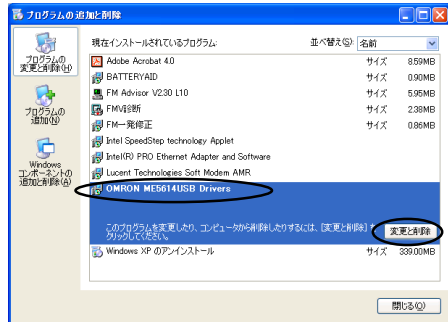 プログラムの追加と削除
現在インストールされているプログラム:
並べ替え(S): 名前
プログラムの
変更と削除(H)
プログラムの
追加(N)
Windows
コンポーネントの
追加と削除(A)
Adobe Acrobat 4.0 サイズ 8.59MB
BATTERYAID サイズ 0.90MB
FM Advisor V2.30 L10 サイズ 5.95MB
FMV診断 サイズ 2.38MB
FM一発修正 サイズ 0.86MB
Intel SpeedStep technology Applet
Intel(R) PRO Ethernet Adapter and Software
Lucent Technologies Soft Modem AMR
OMRON ME5614USB Drivers
このプログラムを変更したり、コンピュータから削除したりするには、[変更と削除] を
クリックしてください。
変更と削除
Windows XP のアンインストール サイズ 339.00MB
閉じる(O)